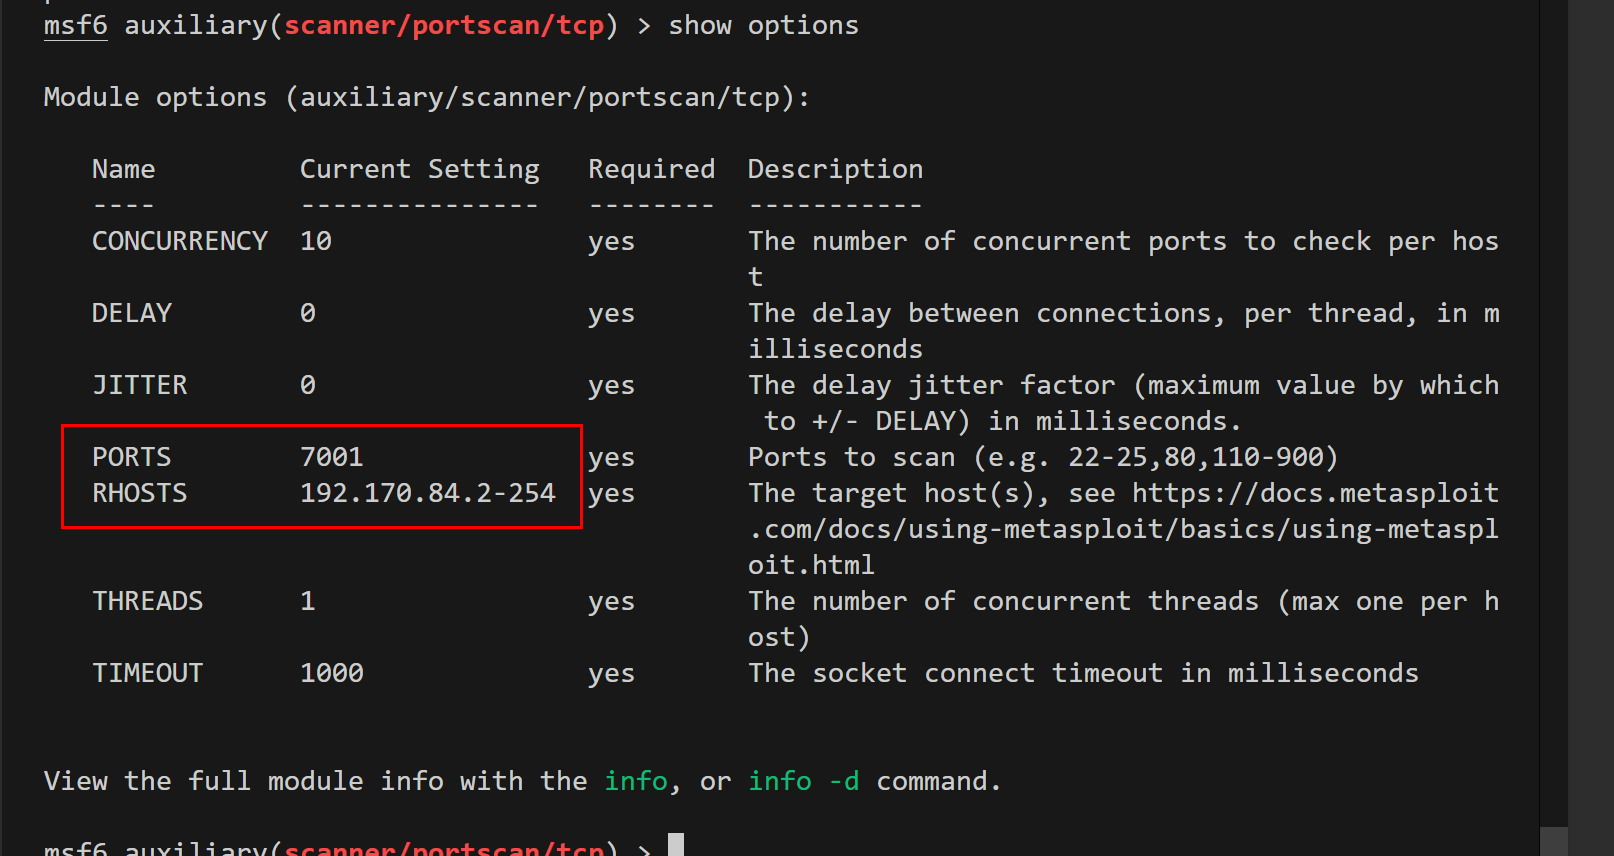 msf6 auxiliary(scanner/portscan/tcp) > show options
Module options (auxiliary/scanner/portscan/tcp):
Name Current Setting Required Description
---- --------------- -------- -----------
CONCURRENCY 10 yes The number of concurrent ports to check per hos
t
DELAY 0 yes The delay between connections, per thread, in m
illiseconds
JITTER 0 yes The delay jitter factor (maximum value by which
to +/- DELAY) in milliseconds.
PORTS 7001 yes Ports to scan (e.g. 22-25,80,110-900)
RHOSTS 192.170.84.2-254 yes The target host(s), see https://docs.metasploit
.com/docs/using-metasploit/basics/using-metaspl
oit.html
THREADS 1 yes The number of concurrent threads (max one per h
ost)
TIMEOUT 1000 yes The socket connect timeout in milliseconds
View the full module info with the info, or info -d command.
msf6 auxiliary(scanner/portscan/tcp) >